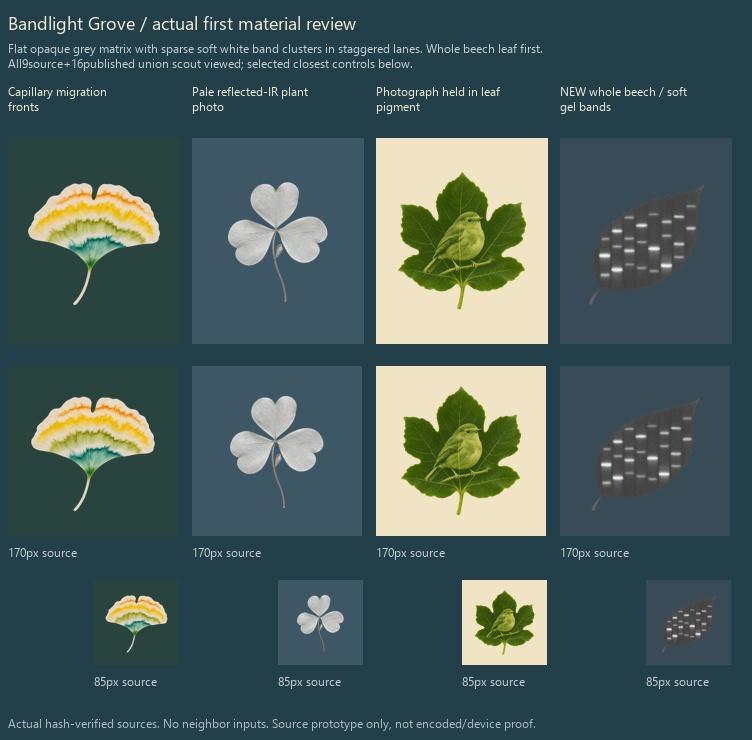 Bandlight Grove / actual first material review
Flat opaque grey matrix with sparse soft white band clusters in staggered lanes. Whole beech leaf first.
All9source+16published union scout viewed; selected closest controls below.
Capillary migration
fronts
Pale reflected-IR plant
photo
Photograph held in leaf
pigment
NEW whole beech / soft
gel bands
170px source
170px source
170px source
170px source
85px source
85px source
85px source
85px source
Actual hash-verified sources. No neighbor inputs. Source prototype only, not encoded/device proof.